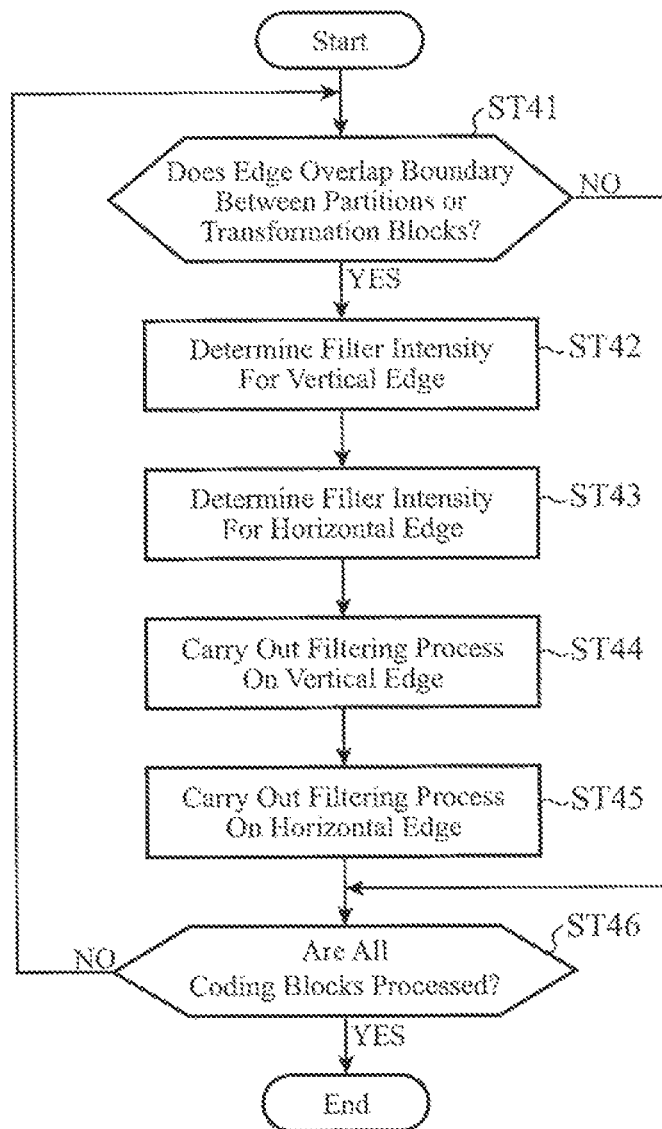 Start
ST41
Does Edge Overlap Boundary
Between Partitions or
Transformation Blocks?
NO
YES
Determine Filter Intensity
For Vertical Edge
ST42
Determine Filter Intensity
For Horizontal Edge
ST43
Carry Out Filtering Process
On Vertical Edge
ST44
Carry Out Filtering Process
On Horizontal Edge
ST45
ST46
Are All
Coding Blocks Processed?
NO
YES
End